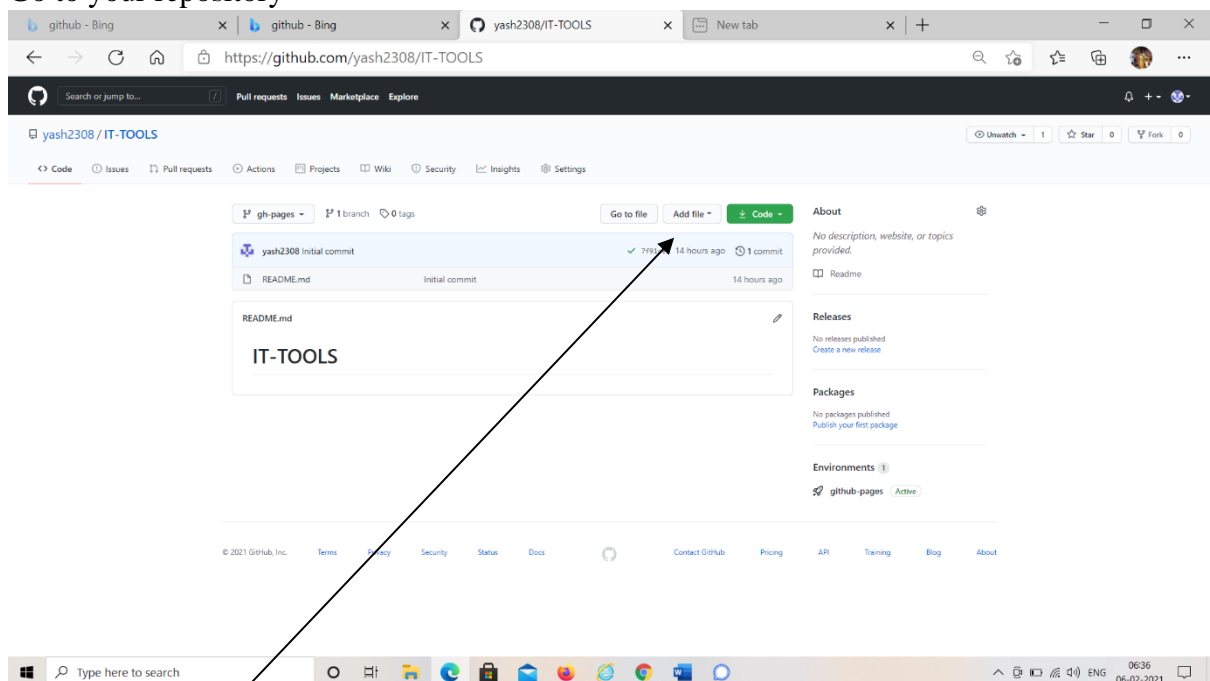 Go to your repository
github - Bing
github - Bing
yash2308/IT-TOOLS
New tab
https://github.com/yash2308/IT-TOOLS
Search or jump to...
/
Pull requests Issues Marketplace Explore
yash2308 / IT-TOOLS
Unwatch 1 Star 0 Fork 0
Code Issues Pull requests Actions Projects Wiki Security Insights Settings
gh-pages 1 branch 0 tags
Go to file Add file Code
yash2308 Initial commit
14 hours ago 1 commit
README.md Initial commit 14 hours ago
README.md
IT-TOOLS
About
No description, website, or topics
provided.
Readme
Releases
No releases published
Create a new release
Packages
No packages published
Publish your first package
Environments 1
github-pages Active
© 2021 GitHub, Inc. Terms Privacy Security Status Docs Contact GitHub Pricing API Training Blog About
Type here to search
ENG
06:36
06-02-2021